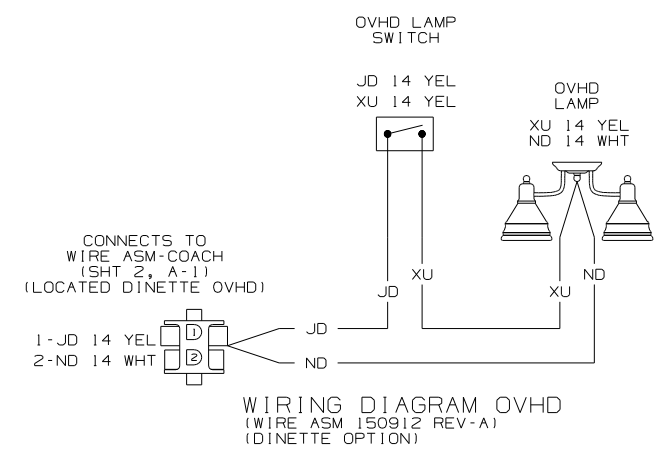 OVHD LAMP
SWITCH
JD 14 YEL
XU 14 YEL
OVHD
LAMP
XU 14 YEL
ND 14 WHT
CONNECTS TO
WIRE ASM-COACH
(SHT 2, A-1)
(LOCATED DINETTE OVHD)
XU
ND
JD
XU
1-JD 14 YEL
2-ND 14 WHT
1
2
JD
ND
WIRING DIAGRAM OVHD
(WIRE ASM 150912 REV-A)
(DINETTE OPTION)